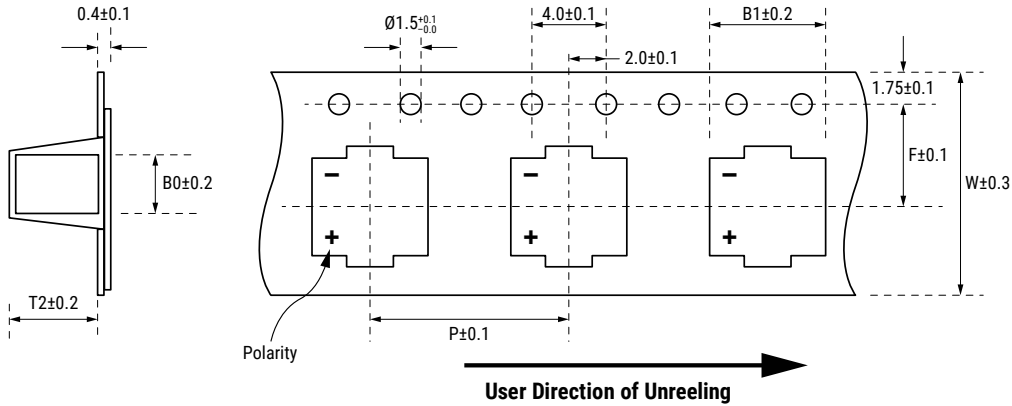 0.4±0.1
Ø1.5+0.1-0.0
4.0±0.1
B1±0.2
2.0±0.1
1.75±0.1
F±0.1
W±0.3
B0±0.2
T2±0.2
−
+
−
+
−
+
Polarity
P±0.1
User Direction of Unreeling